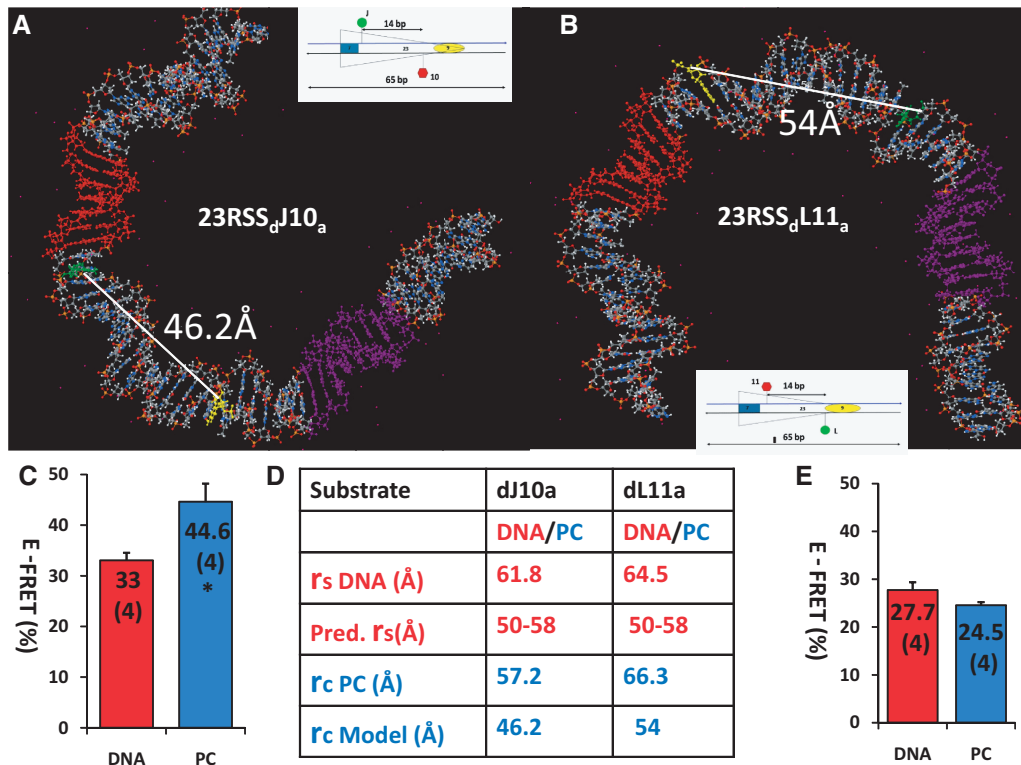 A
J
14 bp
7
23
9
10
65 bp
23RSSdJ10a
46.2Å
B
54Å
23RSSdL11a
11
14 bp
7
23
9
L
65 bp
C
E - FRET (%)
50
40
30
20
10
0
33
(4)
44.6
(4)
*
DNA
PC
D
Substrate dJ10a dL11a
DNA/PC DNA/PC
rs DNA (Å) 61.8 64.5
Pred. rs(Å) 50-58 50-58
rc PC (Å) 57.2 66.3
rc Model (Å) 46.2 54
E
E - FRET (%)
50
40
30
20
10
0
27.7
(4)
24.5
(4)
DNA
PC